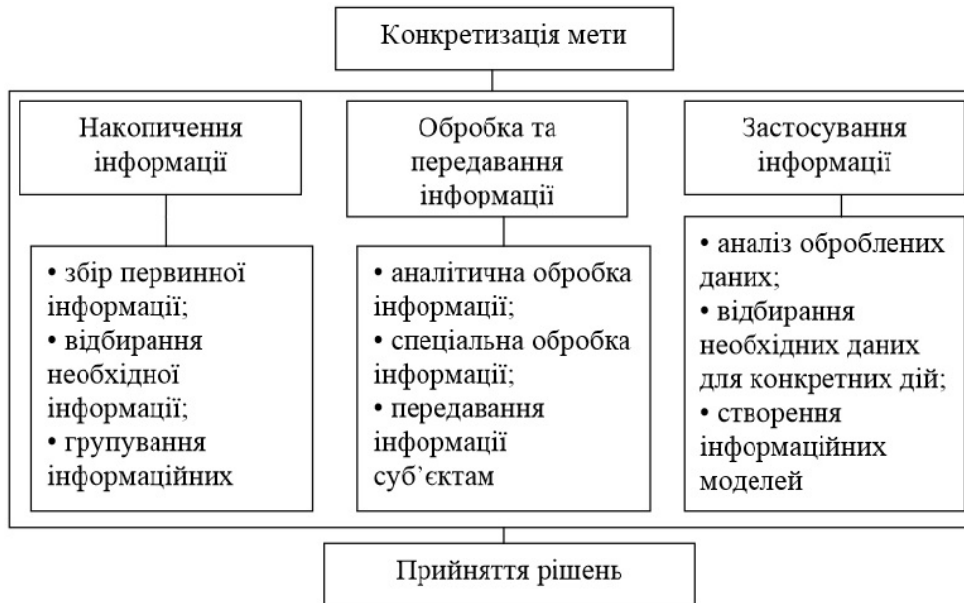 Конкретизація мети
Накопичення
інформації
Обробка та
передавання
інформації
Застосування
інформації
• збір первинної
інформації;
• відбирання
необхідної
інформації;
• групування
інформаційних
• аналітична обробка
інформації;
• спеціальна обробка
інформації;
• передавання
інформації
суб’єктам
• аналіз оброблених
даних;
• відбирання
необхідних даних
для конкретних дій;
• створення
інформаційних
моделей
Прийняття рішень